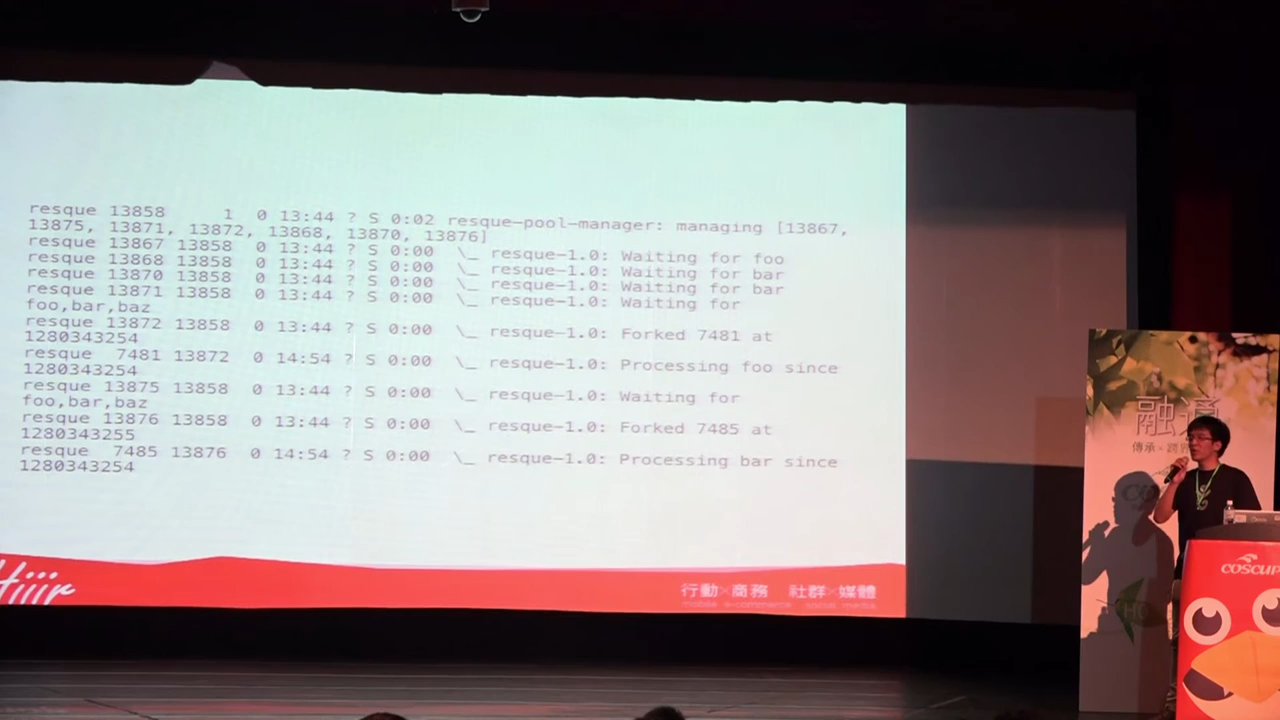 resque 13858 1 0 13:44 ? S 0:02 resque-pool-manager: managing [13867,
13875, 13871, 13872, 13868, 13870, 13876]
resque 13867 13858 0 13:44 ? S 0:00 \_ resque-1.0: Waiting for foo
resque 13868 13858 0 13:44 ? S 0:00 \_ resque-1.0: Waiting for bar
resque 13870 13858 0 13:44 ? S 0:00 \_ resque-1.0: Waiting for bar
resque 13871 13858 0 13:44 ? S 0:00 \_ resque-1.0: Waiting for
foo,bar,baz
resque 13872 13858 0 13:44 ? S 0:00 \_ resque-1.0: Forked 7481 at
1280343254
resque 7481 13872 0 14:54 ? S 0:00 \_ resque-1.0: Processing foo since
1280343254
resque 13875 13858 0 13:44 ? S 0:00 \_ resque-1.0: Waiting for
foo,bar,baz
resque 13876 13858 0 13:44 ? S 0:00 \_ resque-1.0: Forked 7485 at
1280343255
resque 7485 13876 0 14:54 ? S 0:00 \_ resque-1.0: Processing bar since
1280343254
Hiiir
行動×商務 社群×媒體
mobile e-commerce social media
融通
傳承
COSCUP